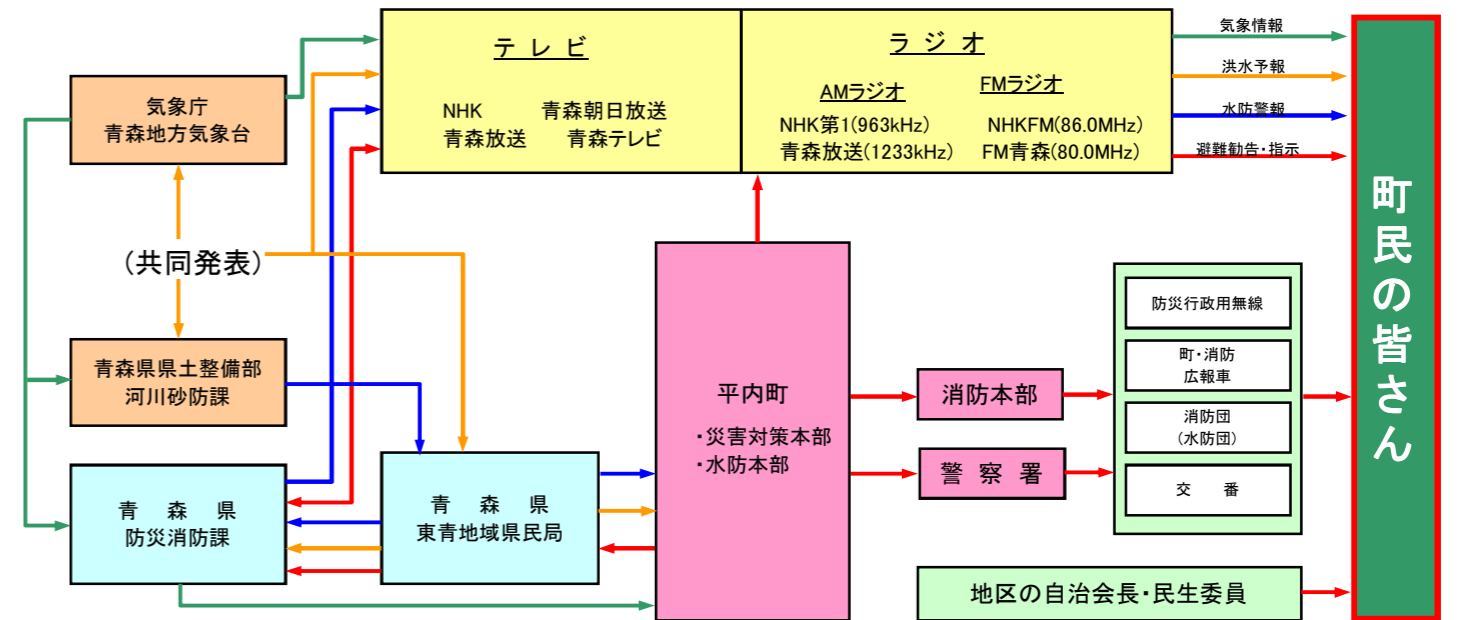 テレビ
NHK 青森朝日放送
青森放送 青森テレビ
ラジオ
AMラジオ
NHK第1(963kHz)
青森放送(1233kHz)
FMラジオ
NHKFM(86.0MHz)
FM青森(80.0MHz)
気象情報
洪水予報
水防警報
避難勧告・指示
町民の皆さん
気象庁
青森地方気象台
(共同発表)
青森県県土整備部
河川砂防課
青森県
防災消防課
青森県
東青地域県民局
平内町
・災害対策本部
・水防本部
消防本部
警察署
防災行政用無線
町・消防
広報車
消防団
(水防団)
交番
地区の自治会長・民生委員